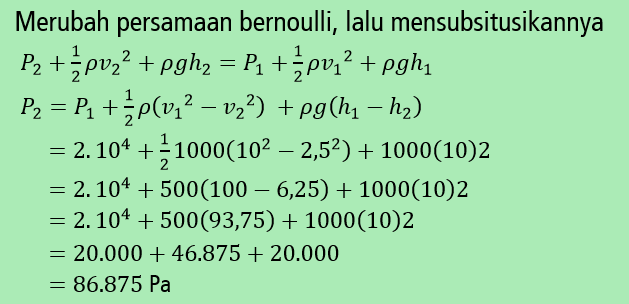 Merubah persamaan bernoulli, lalu mensubsitusikannya
P₂ + ½ρv₂² + ρgh₂ = P₁ + ½ρv₁² + ρgh₁
P₂ = P₁ + ½ρ(v₁² − v₂²) + ρg(h₁ − h₂)
= 2. 10⁴ + ½1000(10² − 2,5²) + 1000(10)2
= 2. 10⁴ + 500(100 − 6,25) + 1000(10)2
= 2. 10⁴ + 500(93,75) + 1000(10)2
= 20.000 + 46.875 + 20.000
= 86.875 Pa